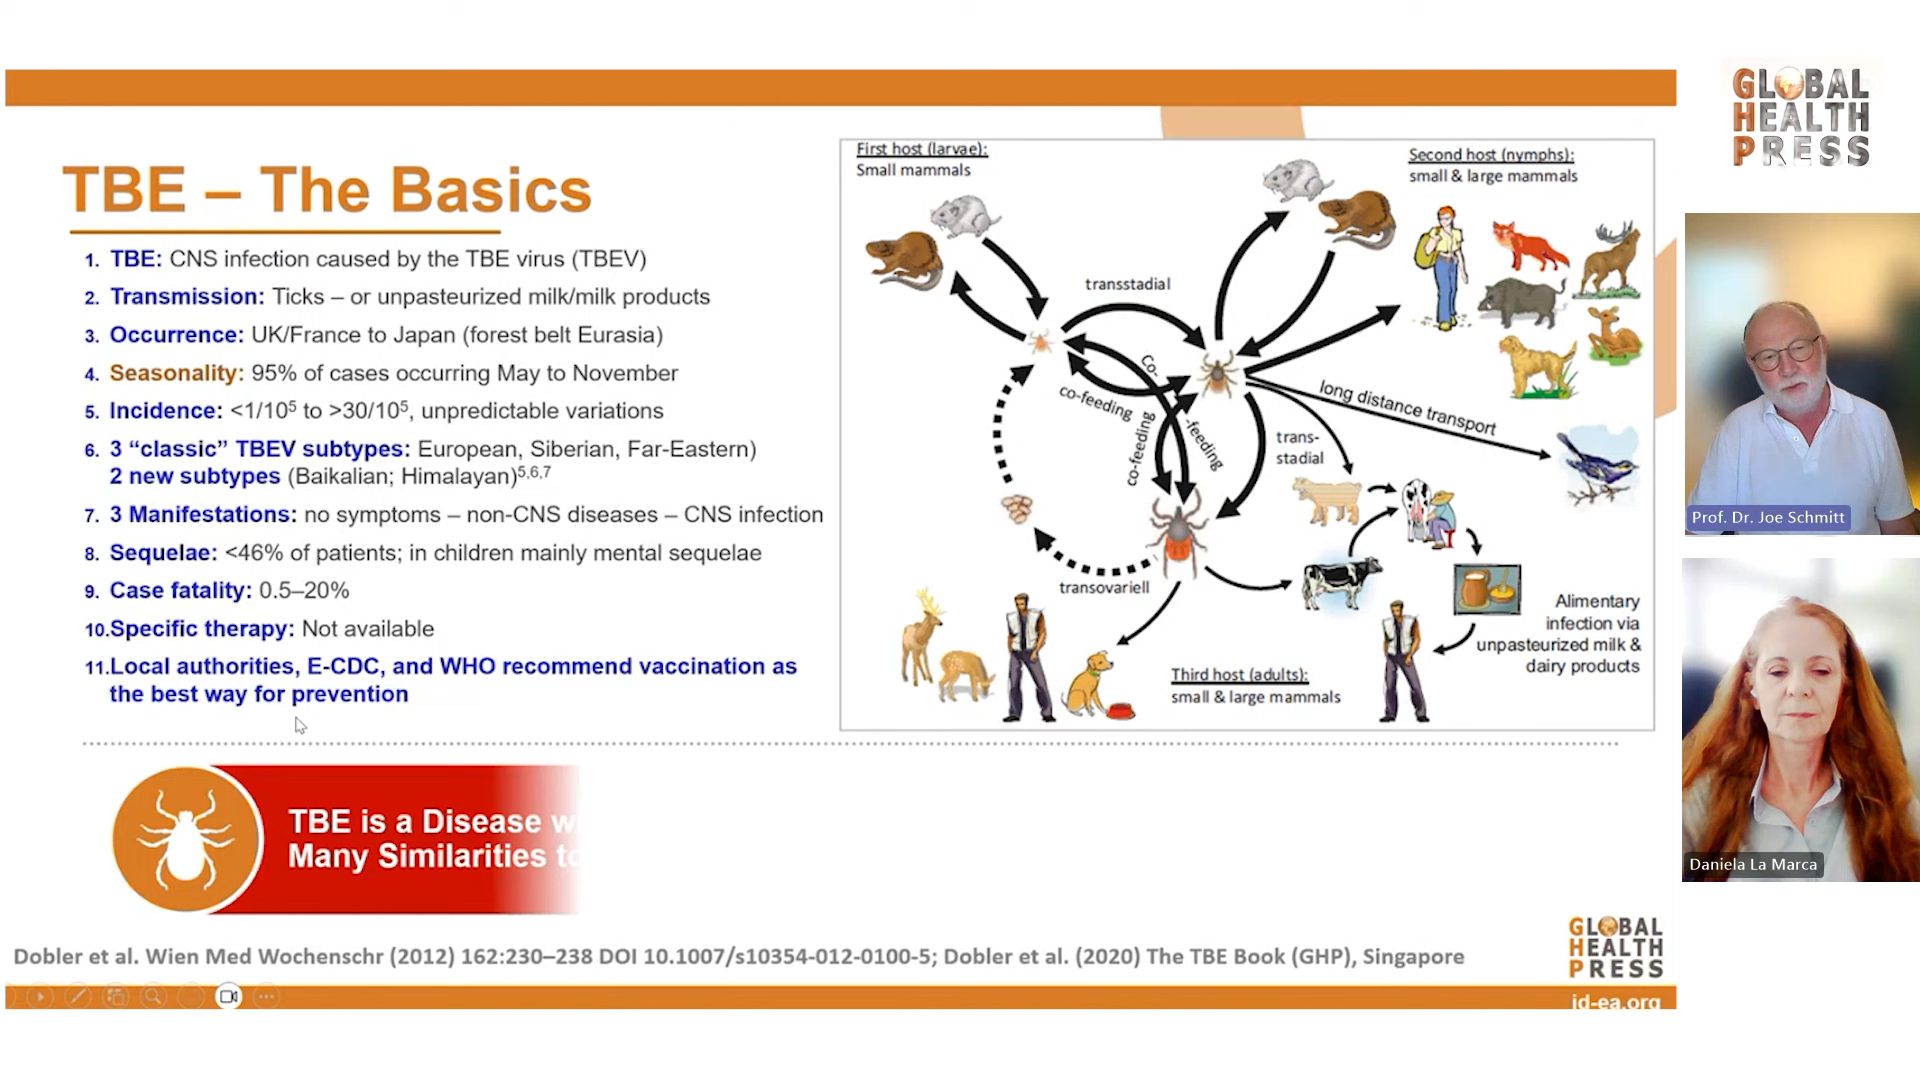 GLOBAL
HEALTH
PRESS
TBE – The Basics
1. TBE: CNS infection caused by the TBE virus (TBEV)
2. Transmission: Ticks – or unpasteurized milk/milk products
3. Occurrence: UK/France to Japan (forest belt Eurasia)
4. Seasonality: 95% of cases occurring May to November
5. Incidence: <1/10⁵ to >30/10⁵, unpredictable variations
6. 3 “classic” TBEV subtypes: European, Siberian, Far-Eastern)
2 new subtypes (Baikalian; Himalayan)⁵,⁶,⁷
7. 3 Manifestations: no symptoms – non-CNS diseases – CNS infection
8. Sequelae: <46% of patients; in children mainly mental sequelae
9. Case fatality: 0.5–20%
10.Specific therapy: Not available
11.Local authorities, E-CDC, and WHO recommend vaccination as
the best way for prevention
First host (larvae):
Small mammals
Second host (nymphs):
small & large mammals
transstadial
co-feeding
Co-
-feeding
co-feeding
long distance transport
trans-
stadial
transovariell
Third host (adults):
small & large mammals
Alimentary
infection via
unpasteurized milk &
dairy products
Prof. Dr. Joe Schmitt
Daniela La Marca
TBE is a Disease w
Many Similarities to
Dobler et al. Wien Med Wochenschr (2012) 162:230–238 DOI 10.1007/s10354-012-0100-5; Dobler et al. (2020) The TBE Book (GHP), Singapore
GLOBAL
HEALTH
PRESS
id-ea.org